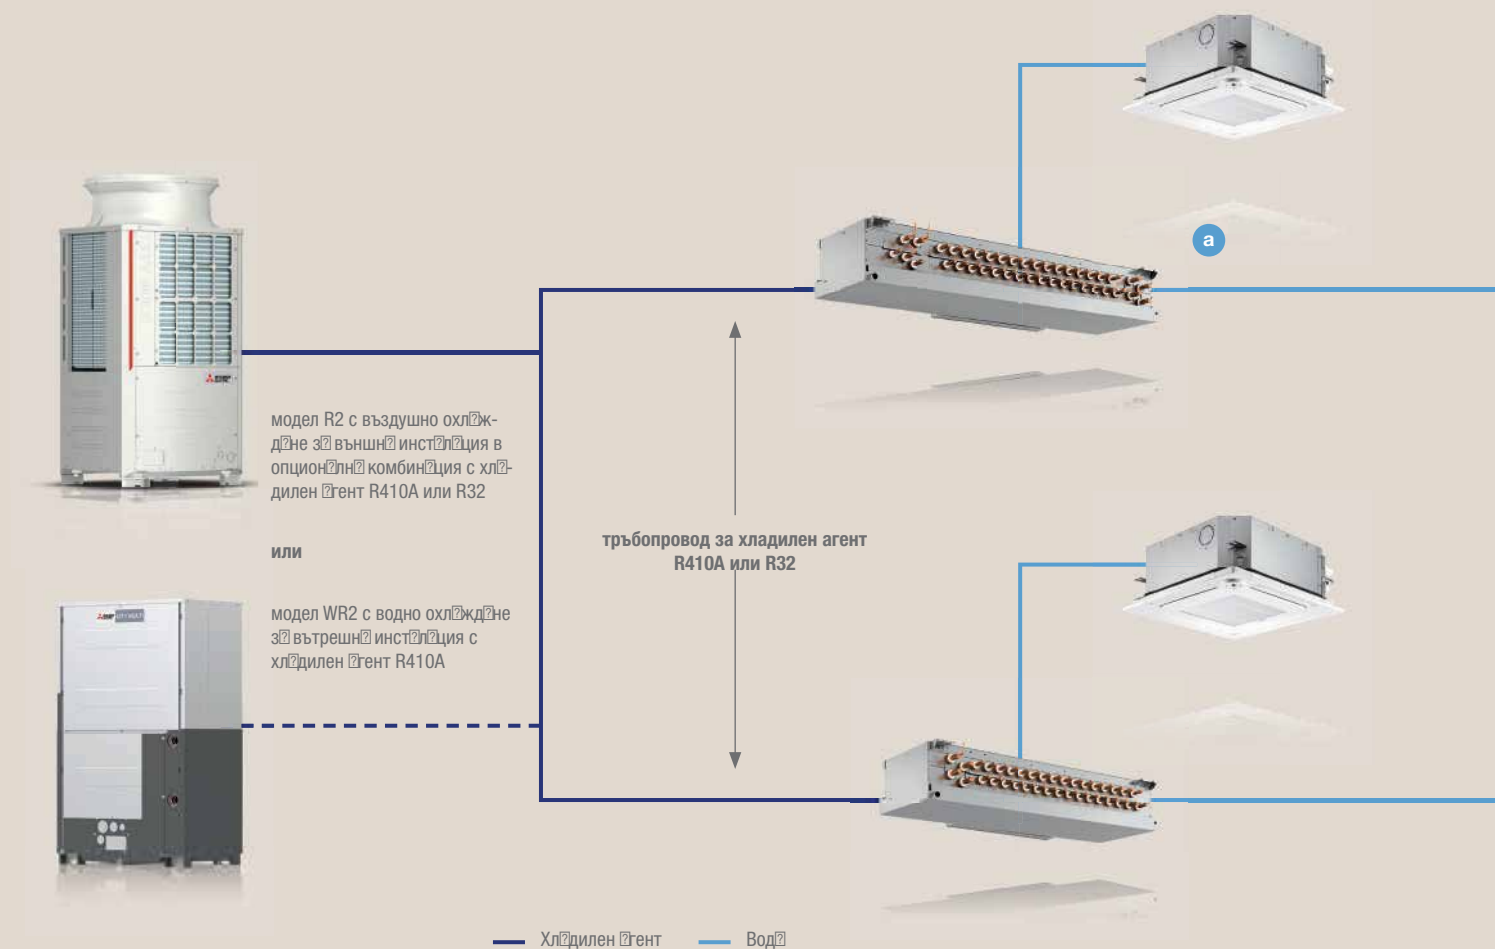 a
модел R2 с въздушно охл�ж-
д�не з� външн� инст�л�ция в
опцион�лн� комбин�ция с хл�-
дилен �гент R410A или R32
или
тръбопровод за хладилен агент
R410A или R32
модел WR2 с водно охл�жд�не
з� вътрешн� инст�л�ция с
хл�дилен �гент R410A
Хл�дилен �гент
Вод�